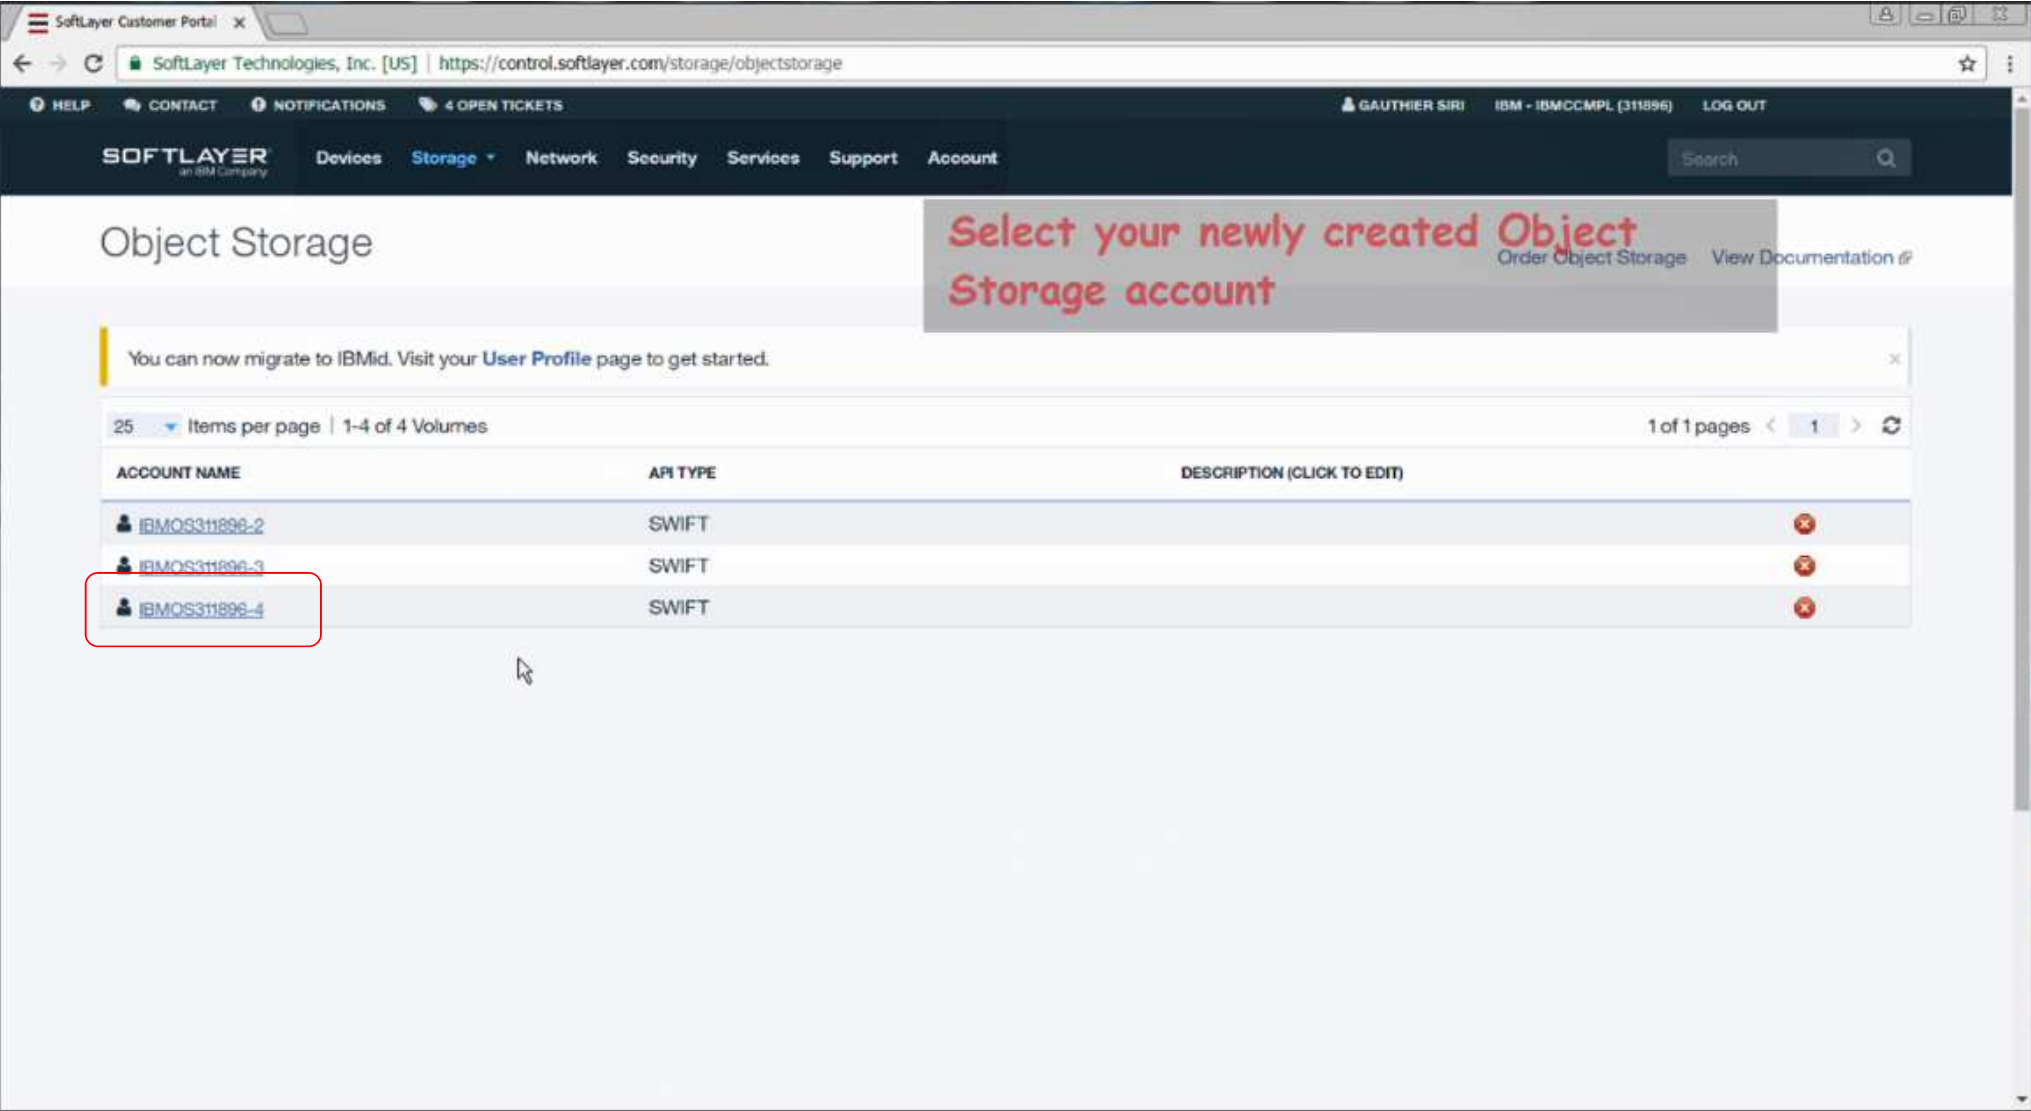 SoftLayer Customer Portal
SoftLayer Technologies, Inc. [US] | https://control.softlayer.com/storage/objectstorage
HELP CONTACT NOTIFICATIONS 4 OPEN TICKETS GAUTHIER SIRI IBM - IBMCCMPL (311896) LOG OUT
SOFTLAYER Devices Storage Network Security Services Support Account Search
an IBM Company
Object Storage
Select your newly created Object
Storage account
Order Object Storage View Documentation
You can now migrate to IBMid. Visit your User Profile page to get started.
25 Items per page | 1-4 of 4 Volumes 1 of 1 pages < 1 >
ACCOUNT NAME API TYPE DESCRIPTION (CLICK TO EDIT)
IBMOS311896-2 SWIFT
IBMOS311896-3 SWIFT
IBMOS311896-4 SWIFT